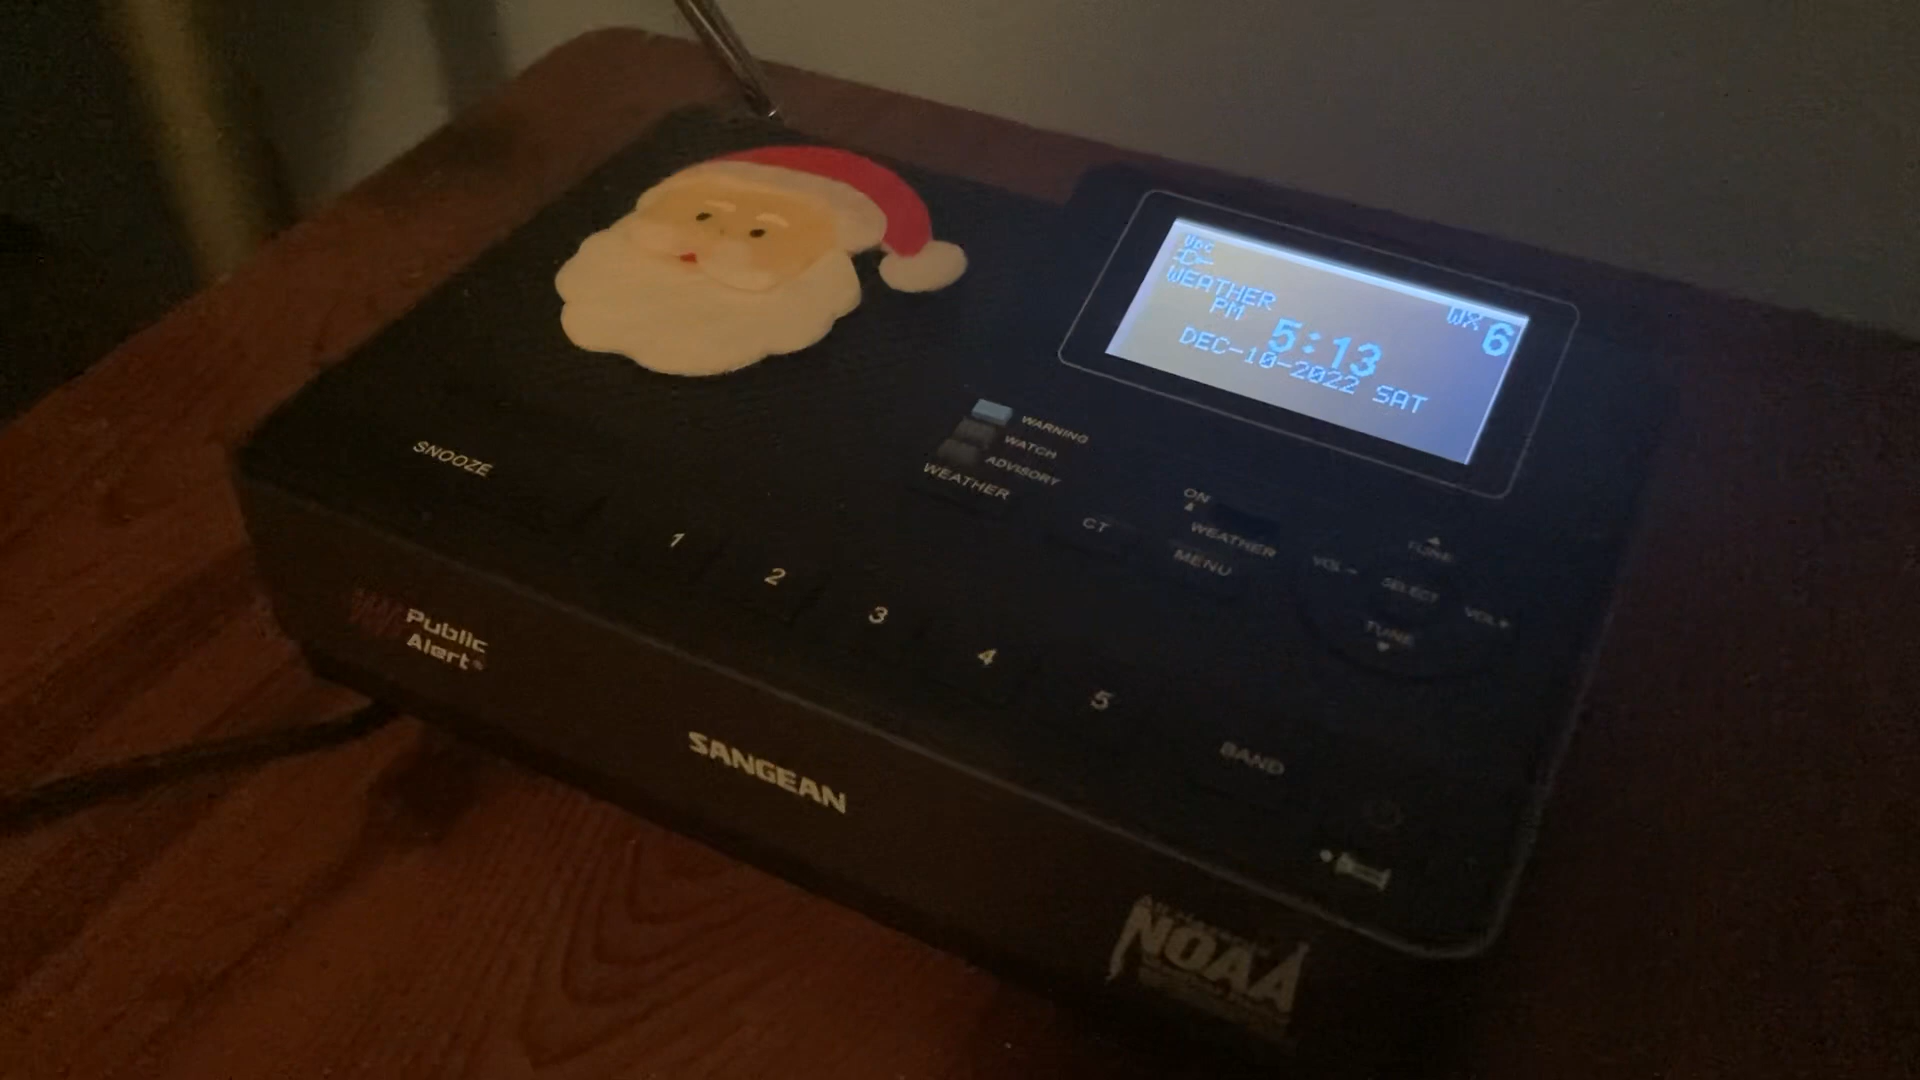 VDC
WEATHER
WX 6
PM 5:13
DEC-10-2022 SAT
WARNING
WATCH
ADVISORY
WEATHER
SNOOZE
CT
ON
WEATHER
MENU
TUNE
VOL-
SELECT
VOL+
TUNE
1
2
3
4
5
BAND
Public
Alert
SANGEAN
NOAA